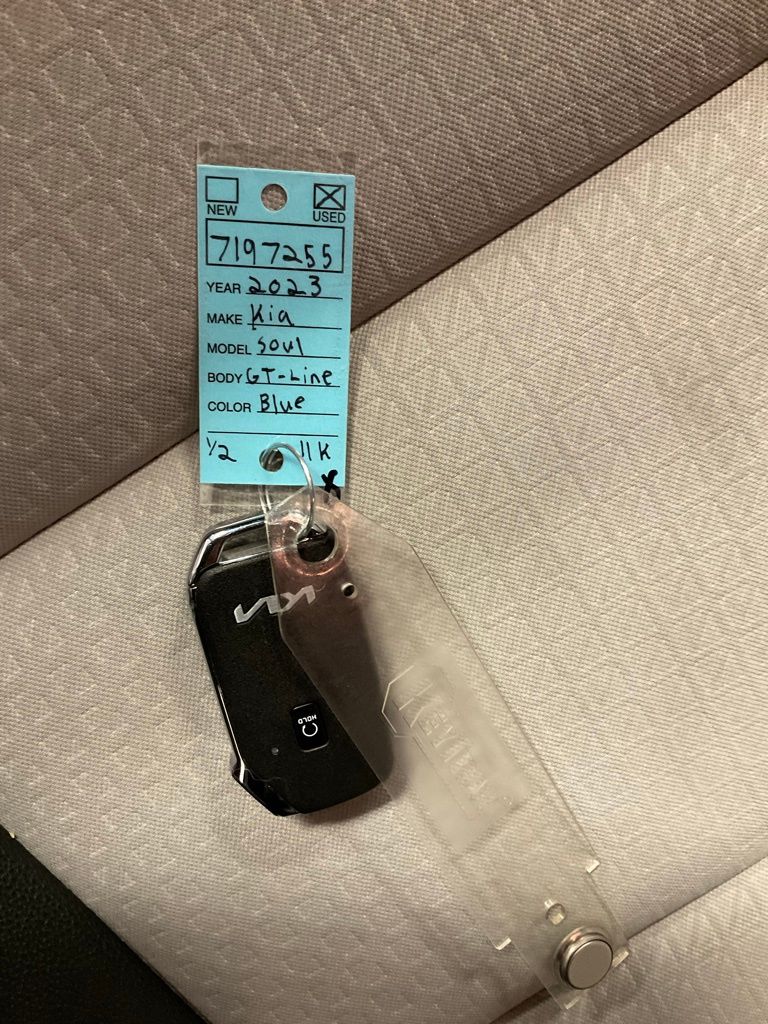 NEW USED
7197255
YEAR 2023
MAKE Kia
MODEL Soul
BODY GT-Line
COLOR Blue
1/2 11K
KIA
HOLD
KEYper